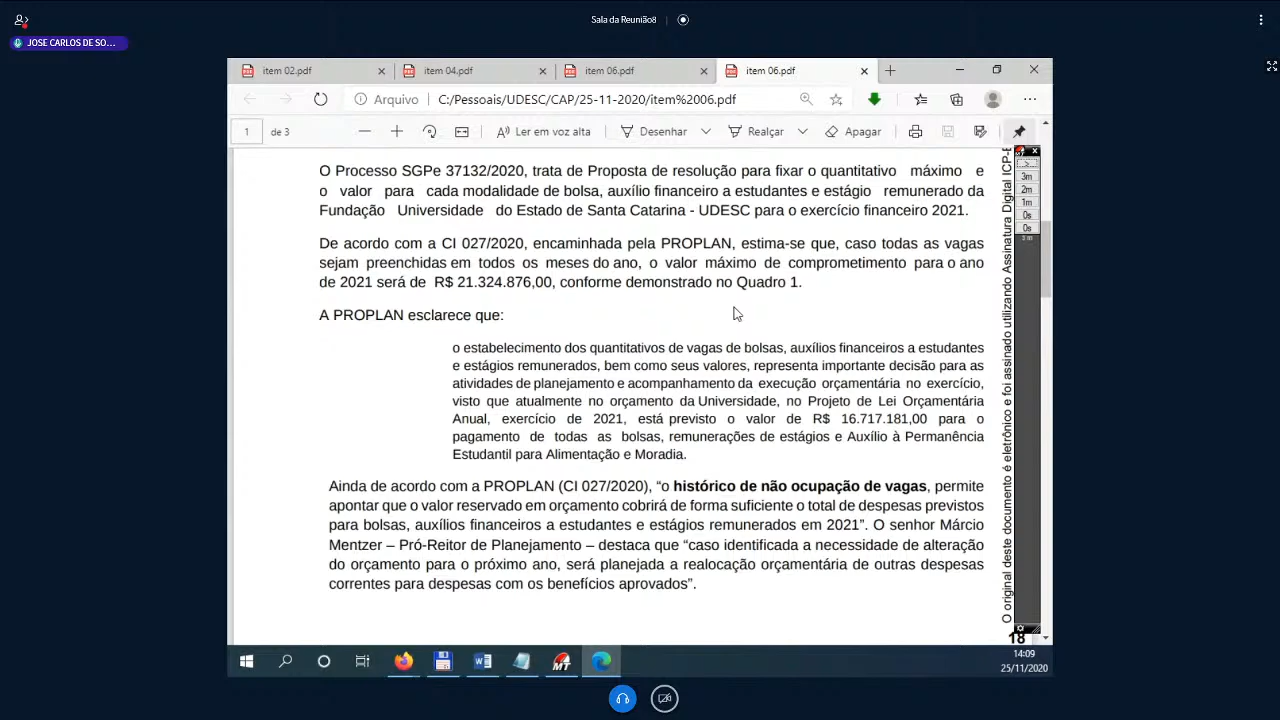 Sala da Reunião8
JOSE CARLOS DE SO...
item 02.pdf
item 04.pdf
item 06.pdf
item 06.pdf
Arquivo
C:/Pessoais/UDESC/CAP/25-11-2020/item%2006.pdf
1 de 3
Ler em voz alta
Desenhar
Realçar
Apagar
O Processo SGPe 37132/2020, trata de Proposta de resolução para fixar o quantitativo máximo e
o valor para cada modalidade de bolsa, auxílio financeiro a estudantes e estágio remunerado da
Fundação Universidade do Estado de Santa Catarina - UDESC para o exercício financeiro 2021.
De acordo com a CI 027/2020, encaminhada pela PROPLAN, estima-se que, caso todas as vagas
sejam preenchidas em todos os meses do ano, o valor máximo de comprometimento para o ano
de 2021 será de R$ 21.324.876,00, conforme demonstrado no Quadro 1.
A PROPLAN esclarece que:
o estabelecimento dos quantitativos de vagas de bolsas, auxílios financeiros a estudantes
e estágios remunerados, bem como seus valores, representa importante decisão para as
atividades de planejamento e acompanhamento da execução orçamentária no exercício,
visto que atualmente no orçamento da Universidade, no Projeto de Lei Orçamentária
Anual, exercício de 2021, está previsto o valor de R$ 16.717.181,00 para o
pagamento de todas as bolsas, remunerações de estágios e Auxílio à Permanência
Estudantil para Alimentação e Moradia.
Ainda de acordo com a PROPLAN (CI 027/2020), “o histórico de não ocupação de vagas, permite
apontar que o valor reservado em orçamento cobrirá de forma suficiente o total de despesas previstos
para bolsas, auxílios financeiros a estudantes e estágios remunerados em 2021”. O senhor Márcio
Mentzer – Pró-Reitor de Planejamento – destaca que “caso identificada a necessidade de alteração
do orçamento para o próximo ano, será planejada a realocação orçamentária de outras despesas
correntes para despesas com os benefícios aprovados”.
O original deste documento é eletrônico e foi assinado utilizando Assinatura Digital ICP-
>
3m
2m
1m
0s
0s
18
MT
14:09
25/11/2020